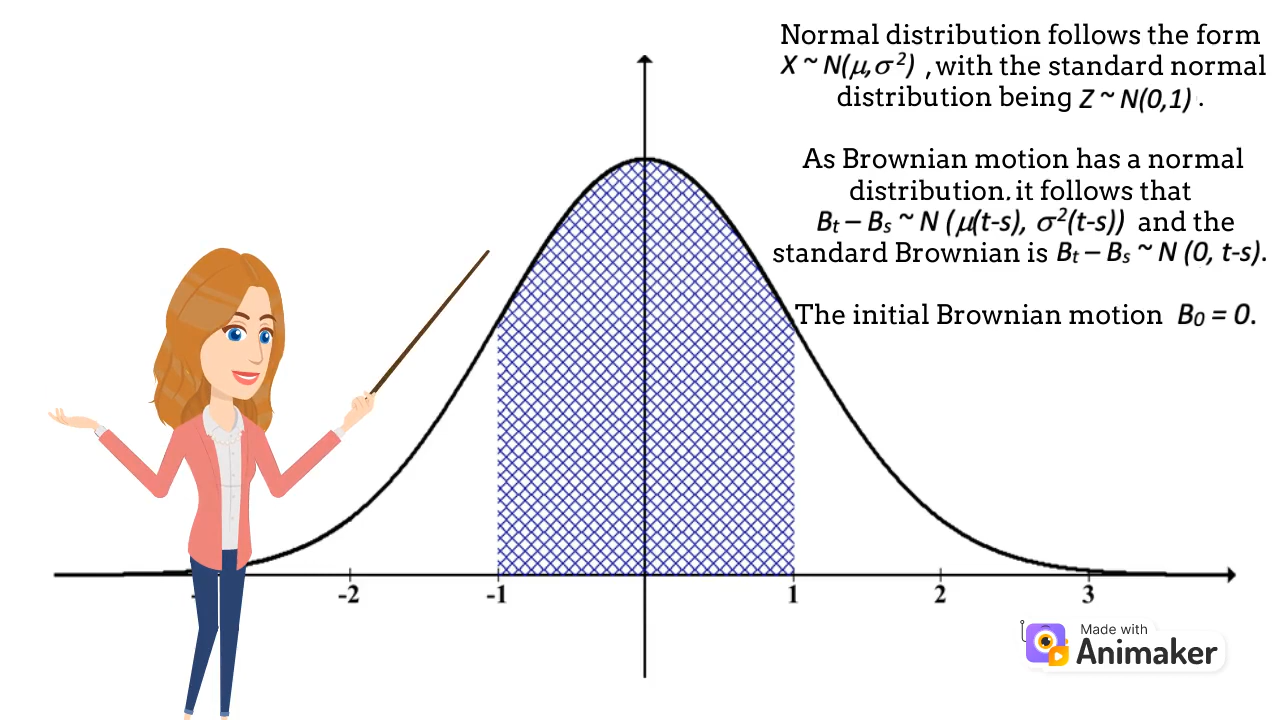 Normal distribution follows the form
X ~ N(μ,σ²) , with the standard normal
distribution being Z ~ N(0,1) .
As Brownian motion has a normal
distribution, it follows that
Bₜ – Bₛ ~ N (μ(t-s), σ²(t-s)) and the
standard Brownian is Bₜ – Bₛ ~ N (0, t-s).
The initial Brownian motion B₀ = 0.
-2 -1 1 2 3
Made with
Animaker